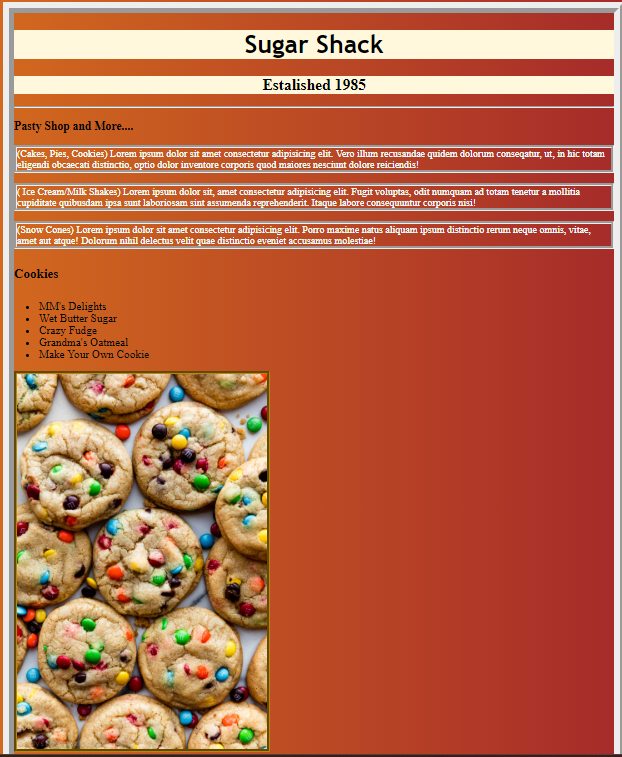 Sugar Shack
Estalished 1985
Pasty Shop and More....
(Cakes, Pies, Cookies) Lorem ipsum dolor sit amet consectetur adipisicing elit. Vero illum recusandae quidem dolorum conseqatur, ut, in hic totam
eligendi obcaecati distinctio, optio dolor inventore corporis quod maiores nesciunt dolore reiciendis!
( Ice Cream/Milk Shakes) Lorem ipsum dolor sit, amet consectetur adipisicing elit. Fugit voluptas, odit numquam ad totam tenetur a mollitia
cupiditate quibusdam ipsa sunt laboriosam sint assumenda reprehenderit. Itaque labore consequuntur corporis nisi!
(Snow Cones) Lorem ipsum dolor sit amet consectetur adipisicing elit. Porro maxime natus aliquam ipsum distinctio rerum neque omnis, vitae,
amet aut atque! Dolorum nihil delectus velit quae distinctio eveniet accusamus molestiae!
Cookies
• MM's Delights
• Wet Butter Sugar
• Crazy Fudge
• Grandma's Oatmeal
• Make Your Own Cookie